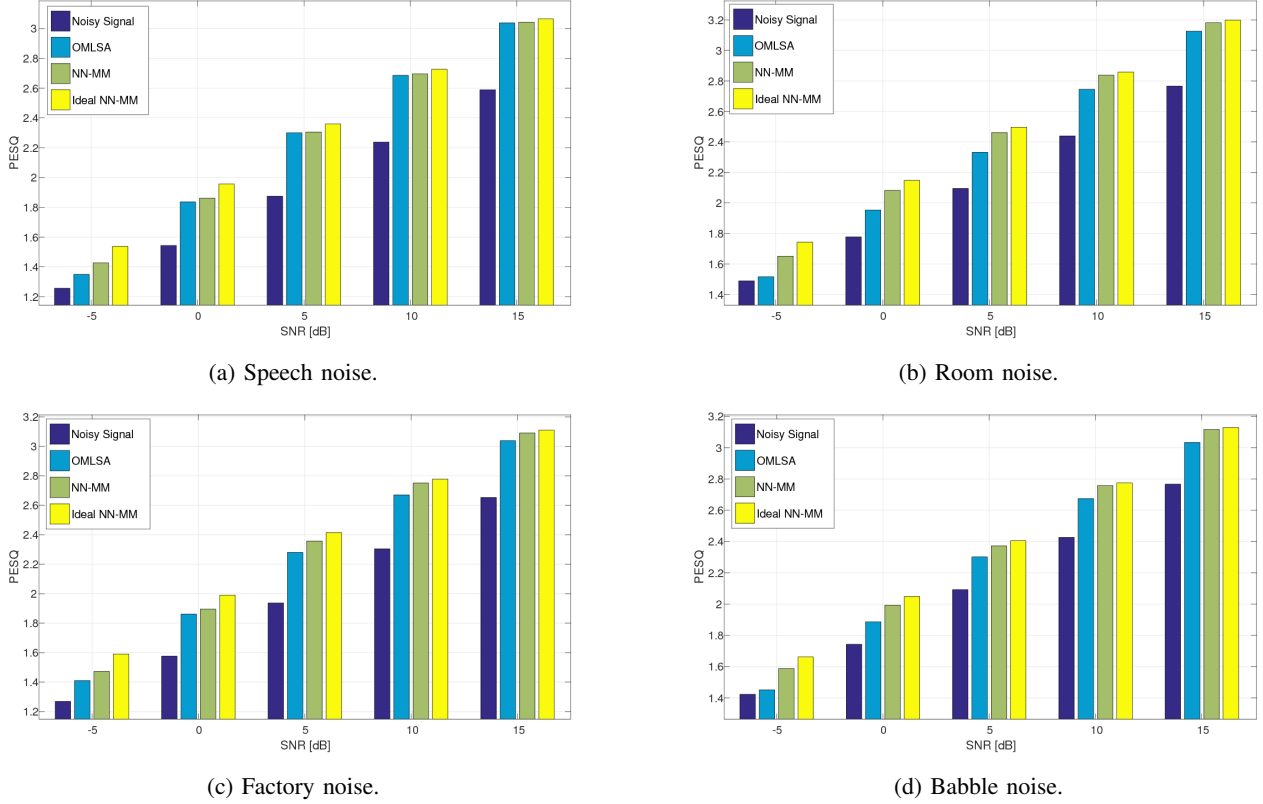 Noisy Signal
OMLSA
NN-MM
Ideal NN-MM
3
2.8
2.6
2.4
2.2
2
1.8
1.6
1.4
1.2
PESQ
-5 0 5 10 15
SNR [dB]
(a) Speech noise.
Noisy Signal
OMLSA
NN-MM
Ideal NN-MM
3.2
3
2.8
2.6
2.4
2.2
2
1.8
1.6
1.4
PESQ
-5 0 5 10 15
SNR [dB]
(b) Room noise.
Noisy Signal
OMLSA
NN-MM
Ideal NN-MM
3.2
3
2.8
2.6
2.4
2.2
2
1.8
1.6
1.4
1.2
PESQ
-5 0 5 10 15
SNR [dB]
(c) Factory noise.
Noisy Signal
OMLSA
NN-MM
Ideal NN-MM
3.2
3
2.8
2.6
2.4
2.2
2
1.8
1.6
1.4
PESQ
-5 0 5 10 15
SNR [dB]
(d) Babble noise.